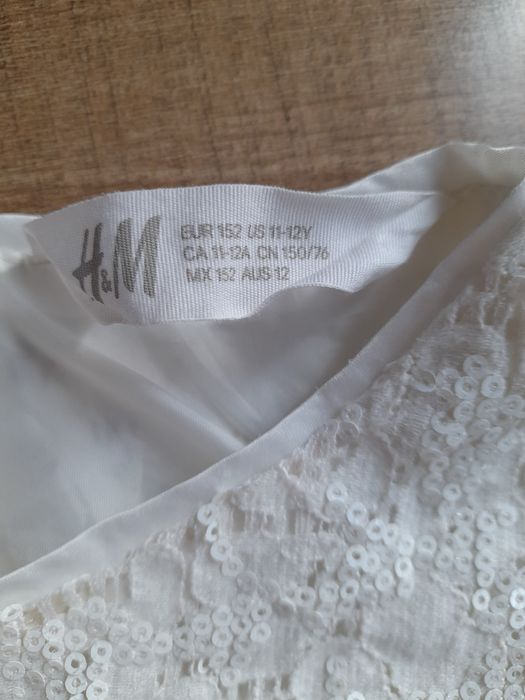 H&M
EUR 152 US 11-12Y
CA 11-12A CN 150/76
MX 152 AUS 12